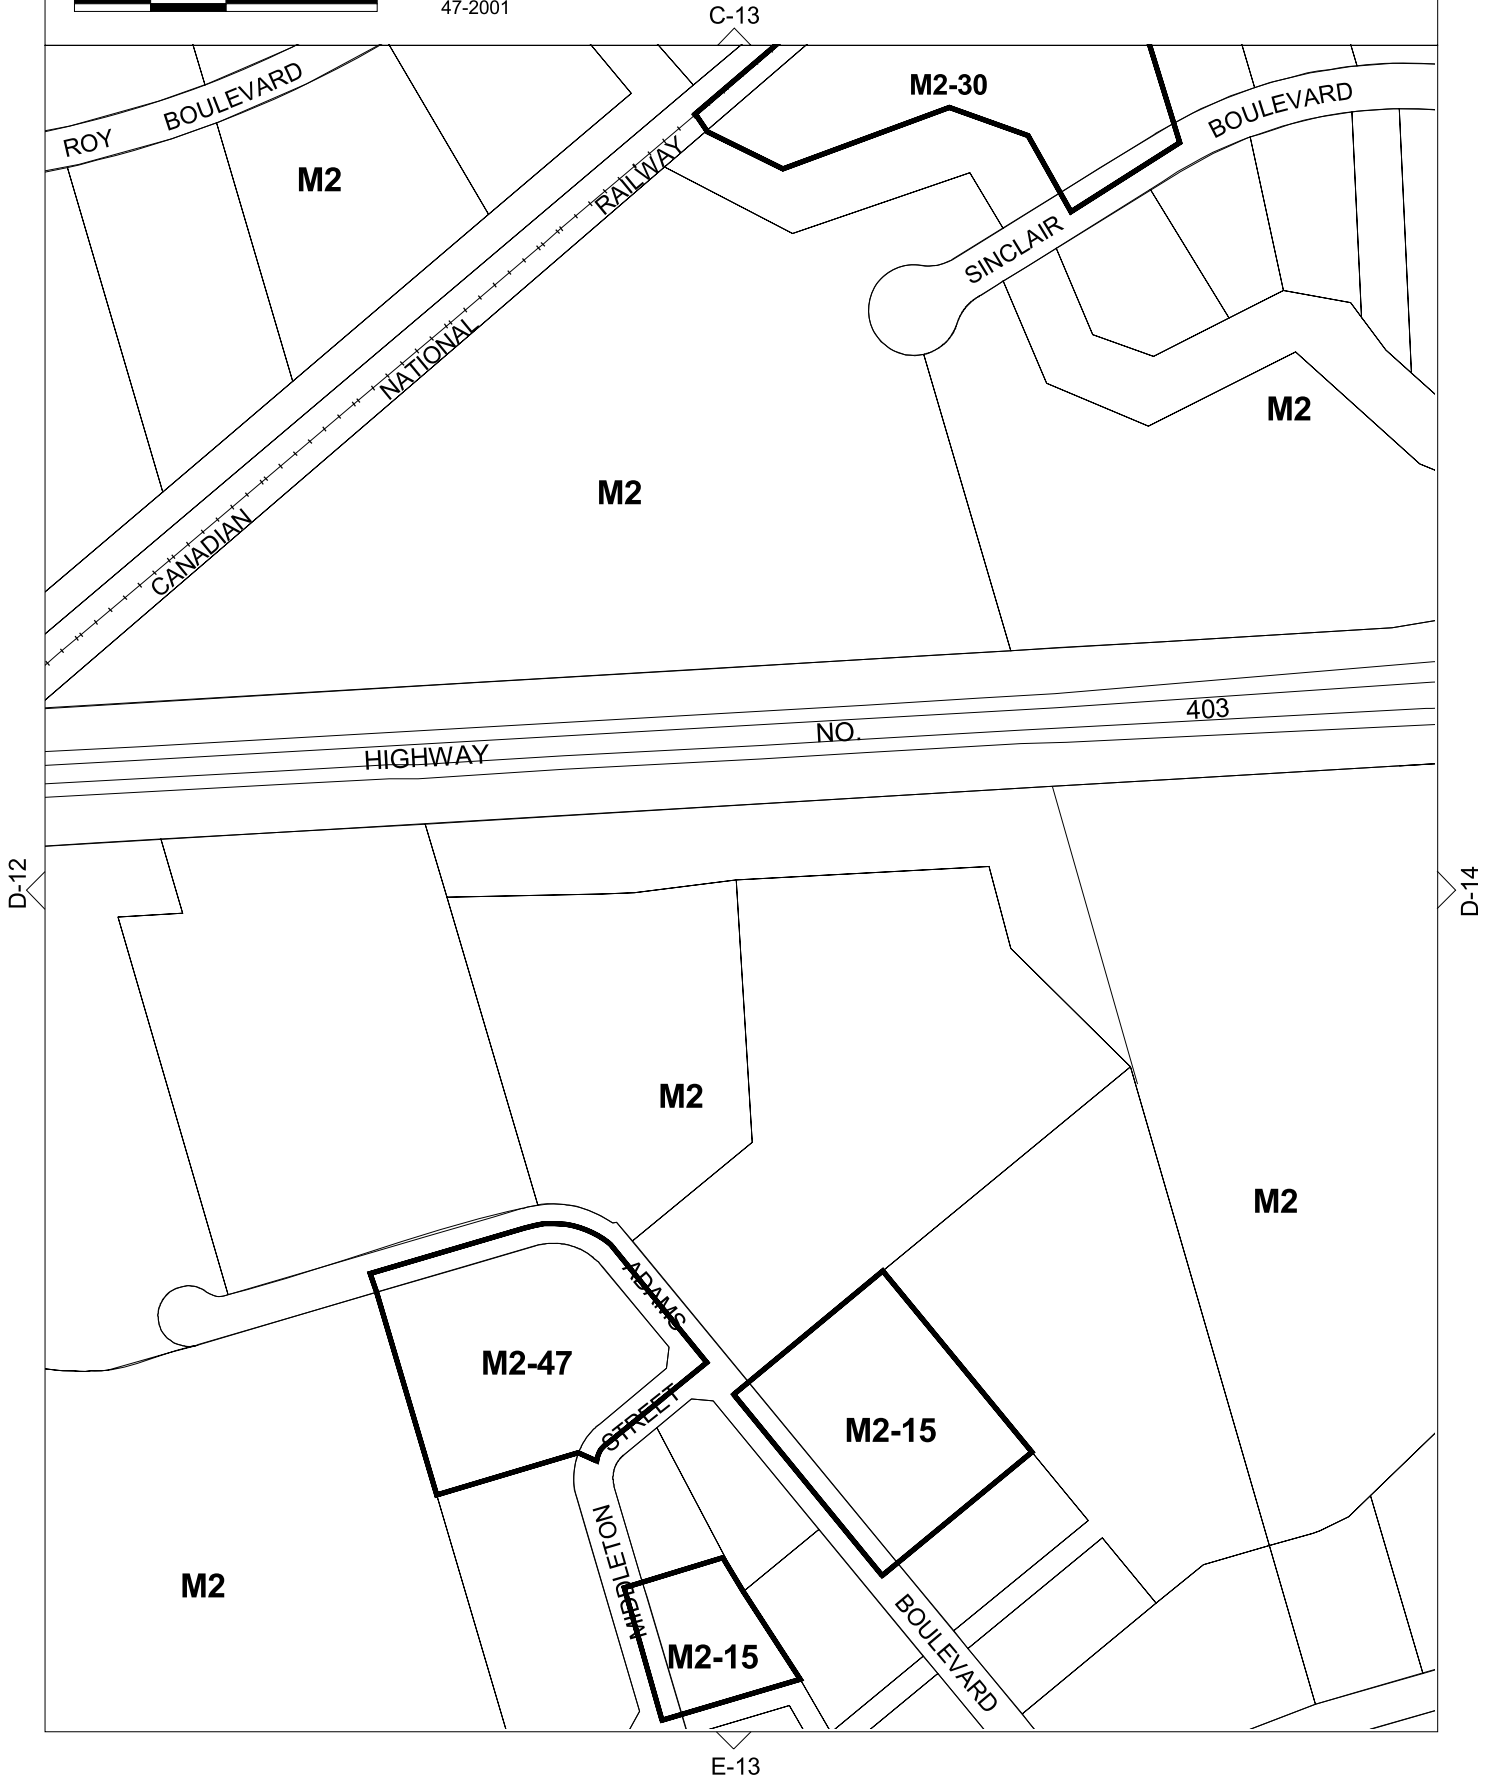 47-2001
C-13
ROY BOULEVARD
M2-30
BOULEVARD
M2
RAILWAY
SINCLAIR
NATIONAL
M2
M2
CANADIAN
HIGHWAY NO. 403
D-12
D-14
M2
M2
ADAMS
M2-47
STREET
M2-15
MIDDLETON
M2
BOULEVARD
M2-15
E-13